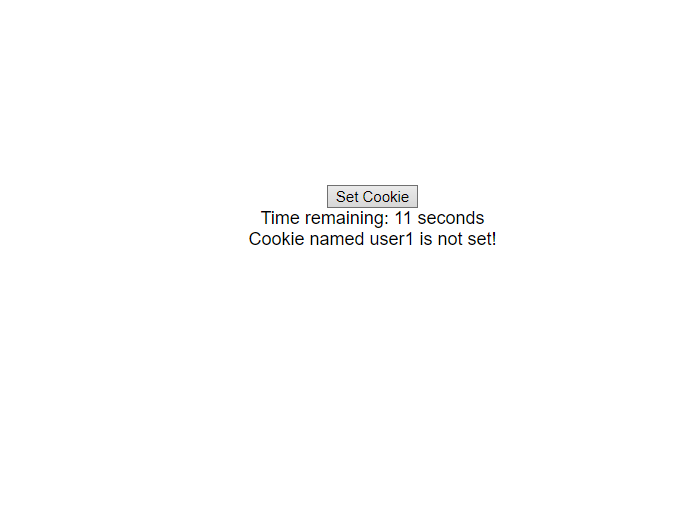 Set Cookie
Time remaining: 11 seconds
Cookie named user1 is not set!